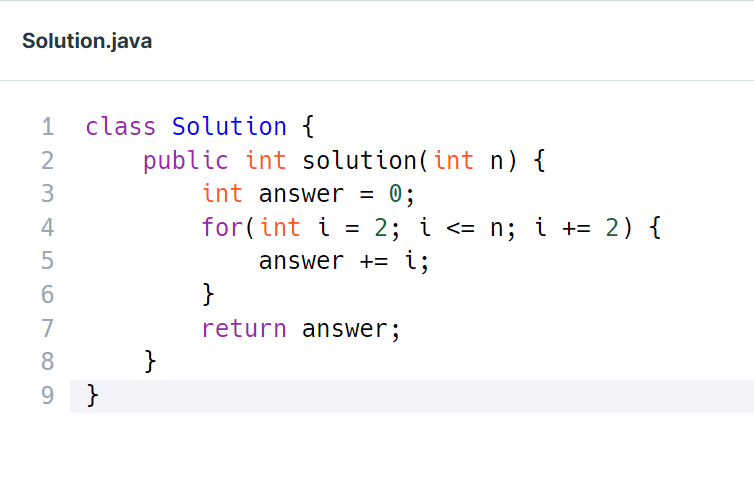 Solution.java
1 class Solution {
2     public int solution(int n) {
3         int answer = 0;
4         for(int i = 2; i <= n; i += 2) {
5             answer += i;
6         }
7         return answer;
8     }
9 }